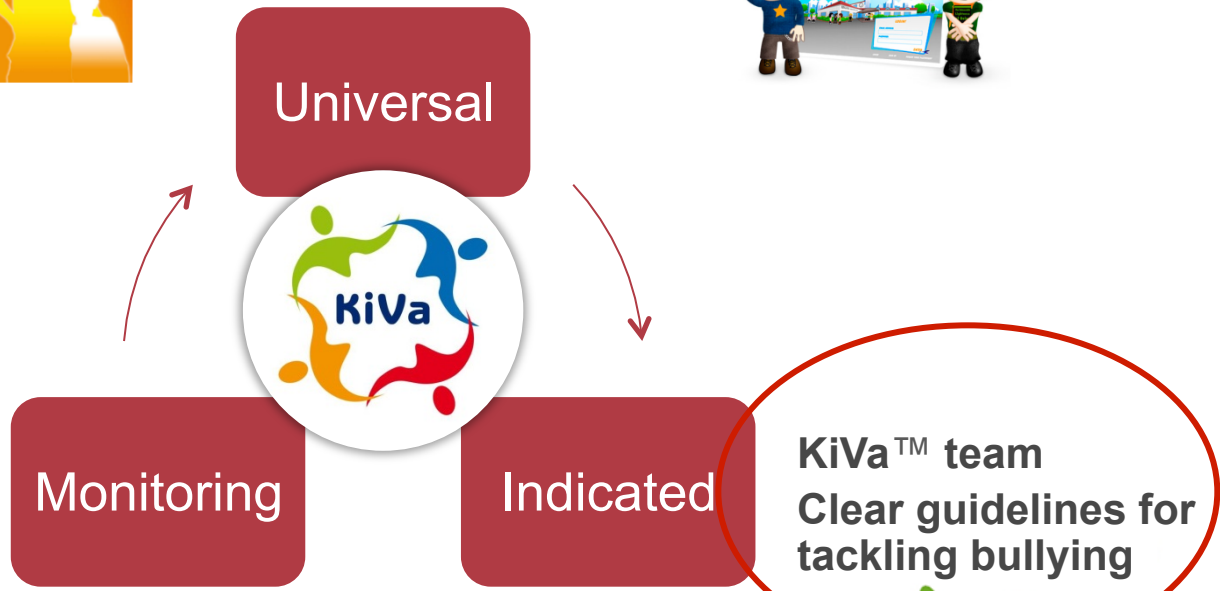 Universal
KiVa
Monitoring
Indicated
KiVa™ team
Clear guidelines for
tackling bullying